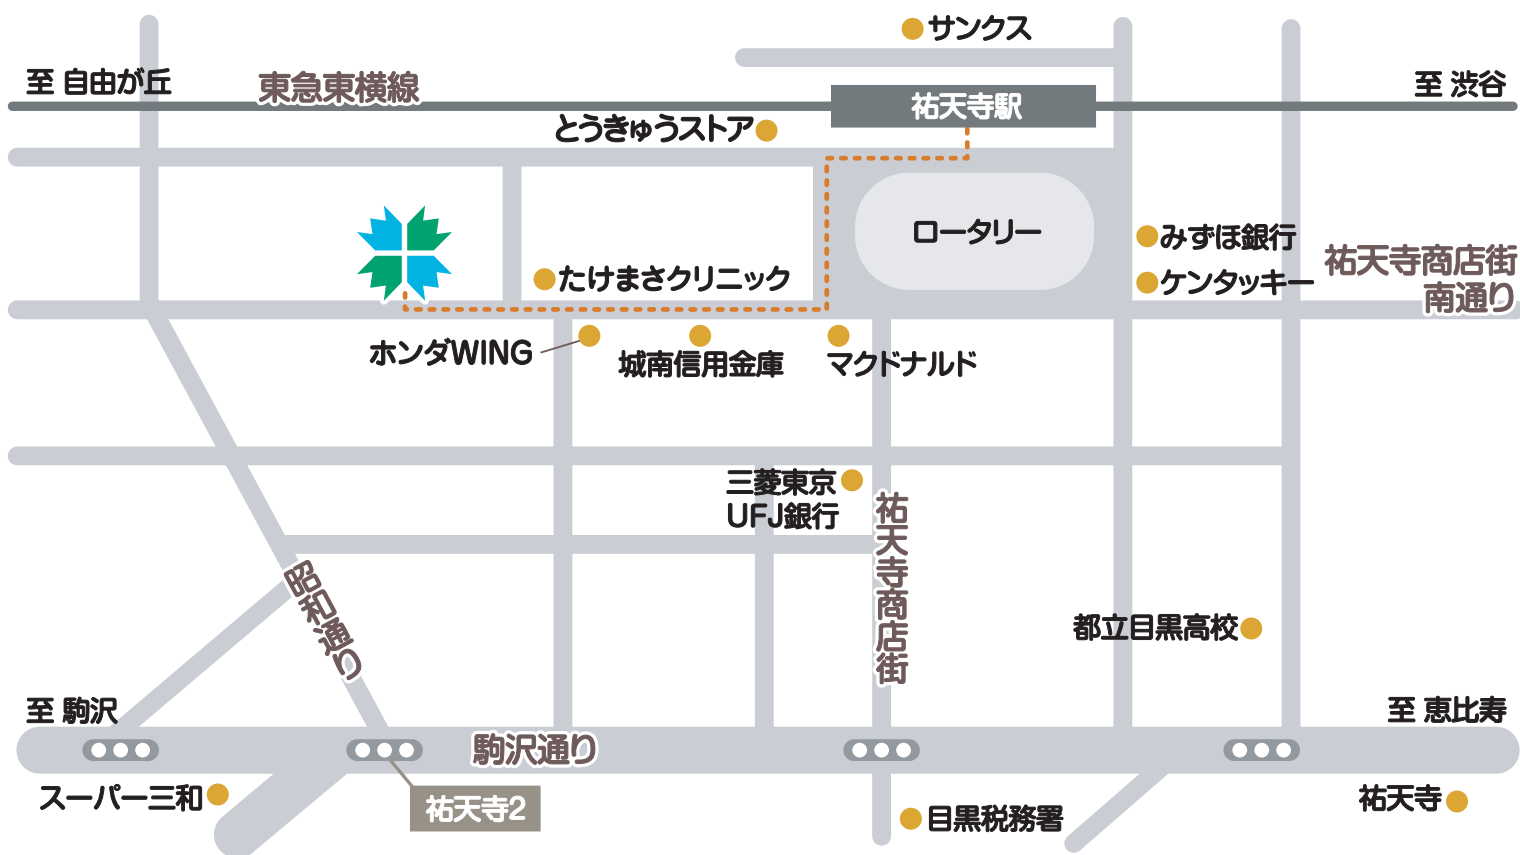 サンクス
至 自由が丘
東急東横線
至 渋谷
祐天寺駅
とうきゅうストア
ロータリー
みずほ銀行
祐天寺商店街
南通り
たけまさクリニック
ケンタッキー
ホンダWING
城南信用金庫
マクドナルド
三菱東京
UFJ銀行
祐天寺商店街
昭和通り
都立目黒高校
至 駒沢
至 恵比寿
駒沢通り
スーパー三和
祐天寺2
目黒税務署
祐天寺